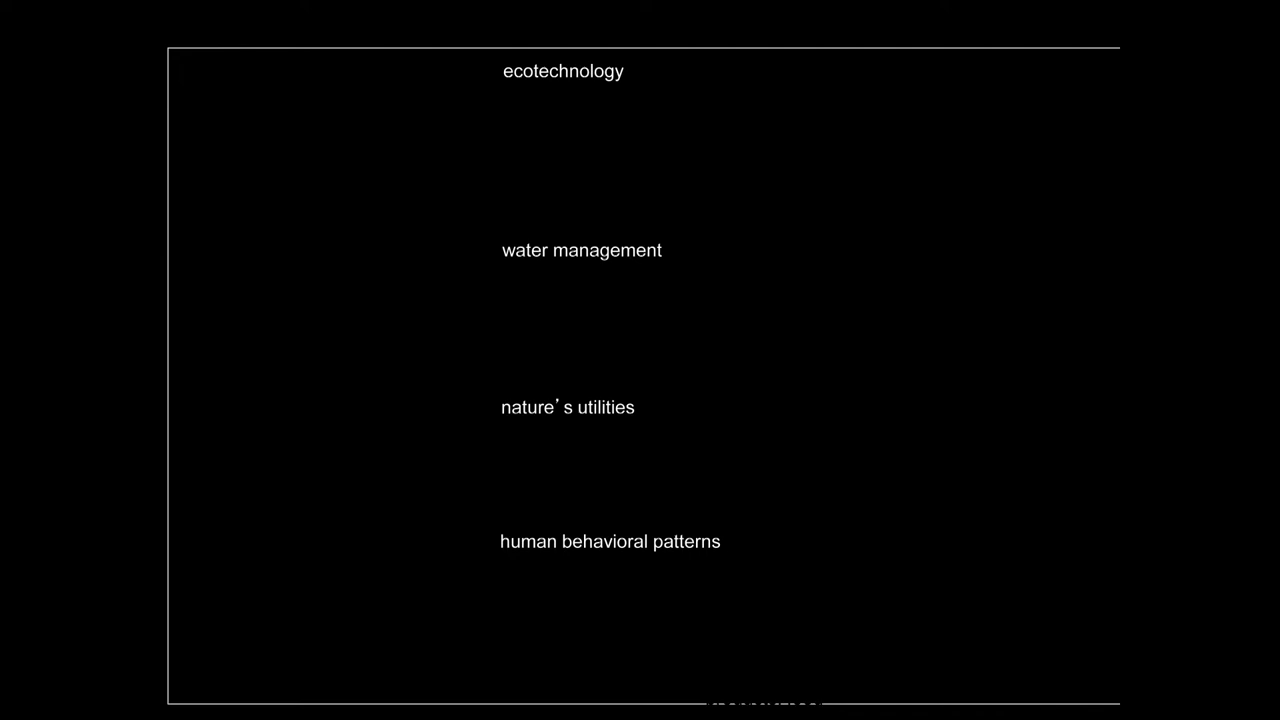 ecotechnology
water management
nature's utilities
human behavioral patterns